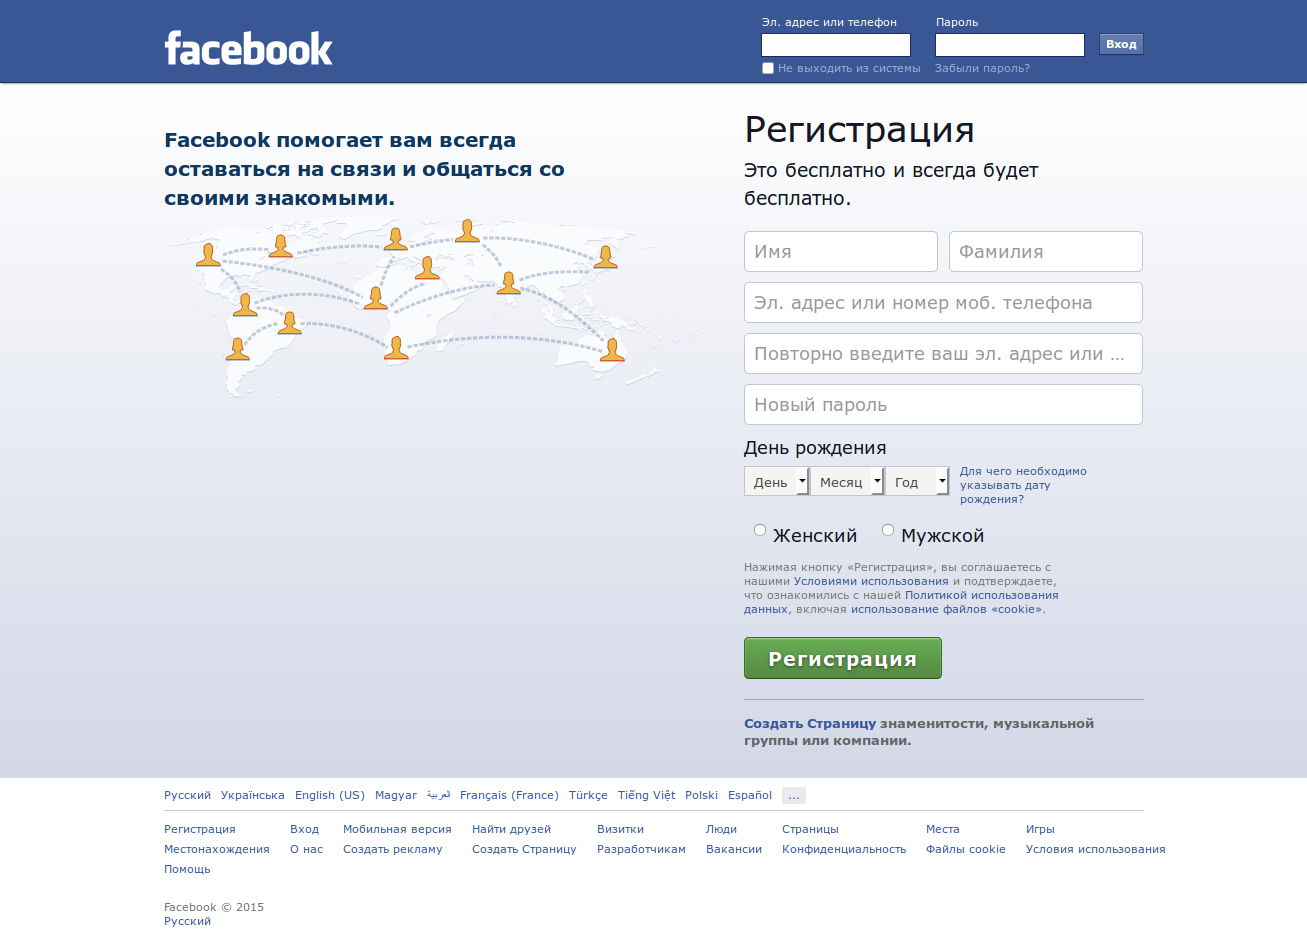 facebook
Эл. адрес или телефон
Пароль
Вход
Не выходить из системы
Забыли пароль?
Facebook помогает вам всегда
оставаться на связи и общаться со
своими знакомыми.
Регистрация
Это бесплатно и всегда будет
бесплатно.
Имя
Фамилия
Эл. адрес или номер моб. телефона
Повторно введите ваш эл. адрес или ...
Новый пароль
День рождения
День
Месяц
Год
Для чего необходимо
указывать дату
рождения?
Женский
Мужской
Нажимая кнопку «Регистрация», вы соглашаетесь с
нашими Условиями использования и подтверждаете,
что ознакомились с нашей Политикой использования
данных, включая использование файлов «cookie».
Регистрация
Создать Страницу знаменитости, музыкальной
группы или компании.
Русский Українська English (US) Magyar العربية Français (France) Türkçe Tiếng Việt Polski Español ...
Регистрация Вход Мобильная версия Найти друзей Визитки Люди Страницы Места Игры
Местонахождения О нас Создать рекламу Создать Страницу Разработчикам Вакансии Конфиденциальность Файлы cookie Условия использования
Помощь
Facebook © 2015
Русский